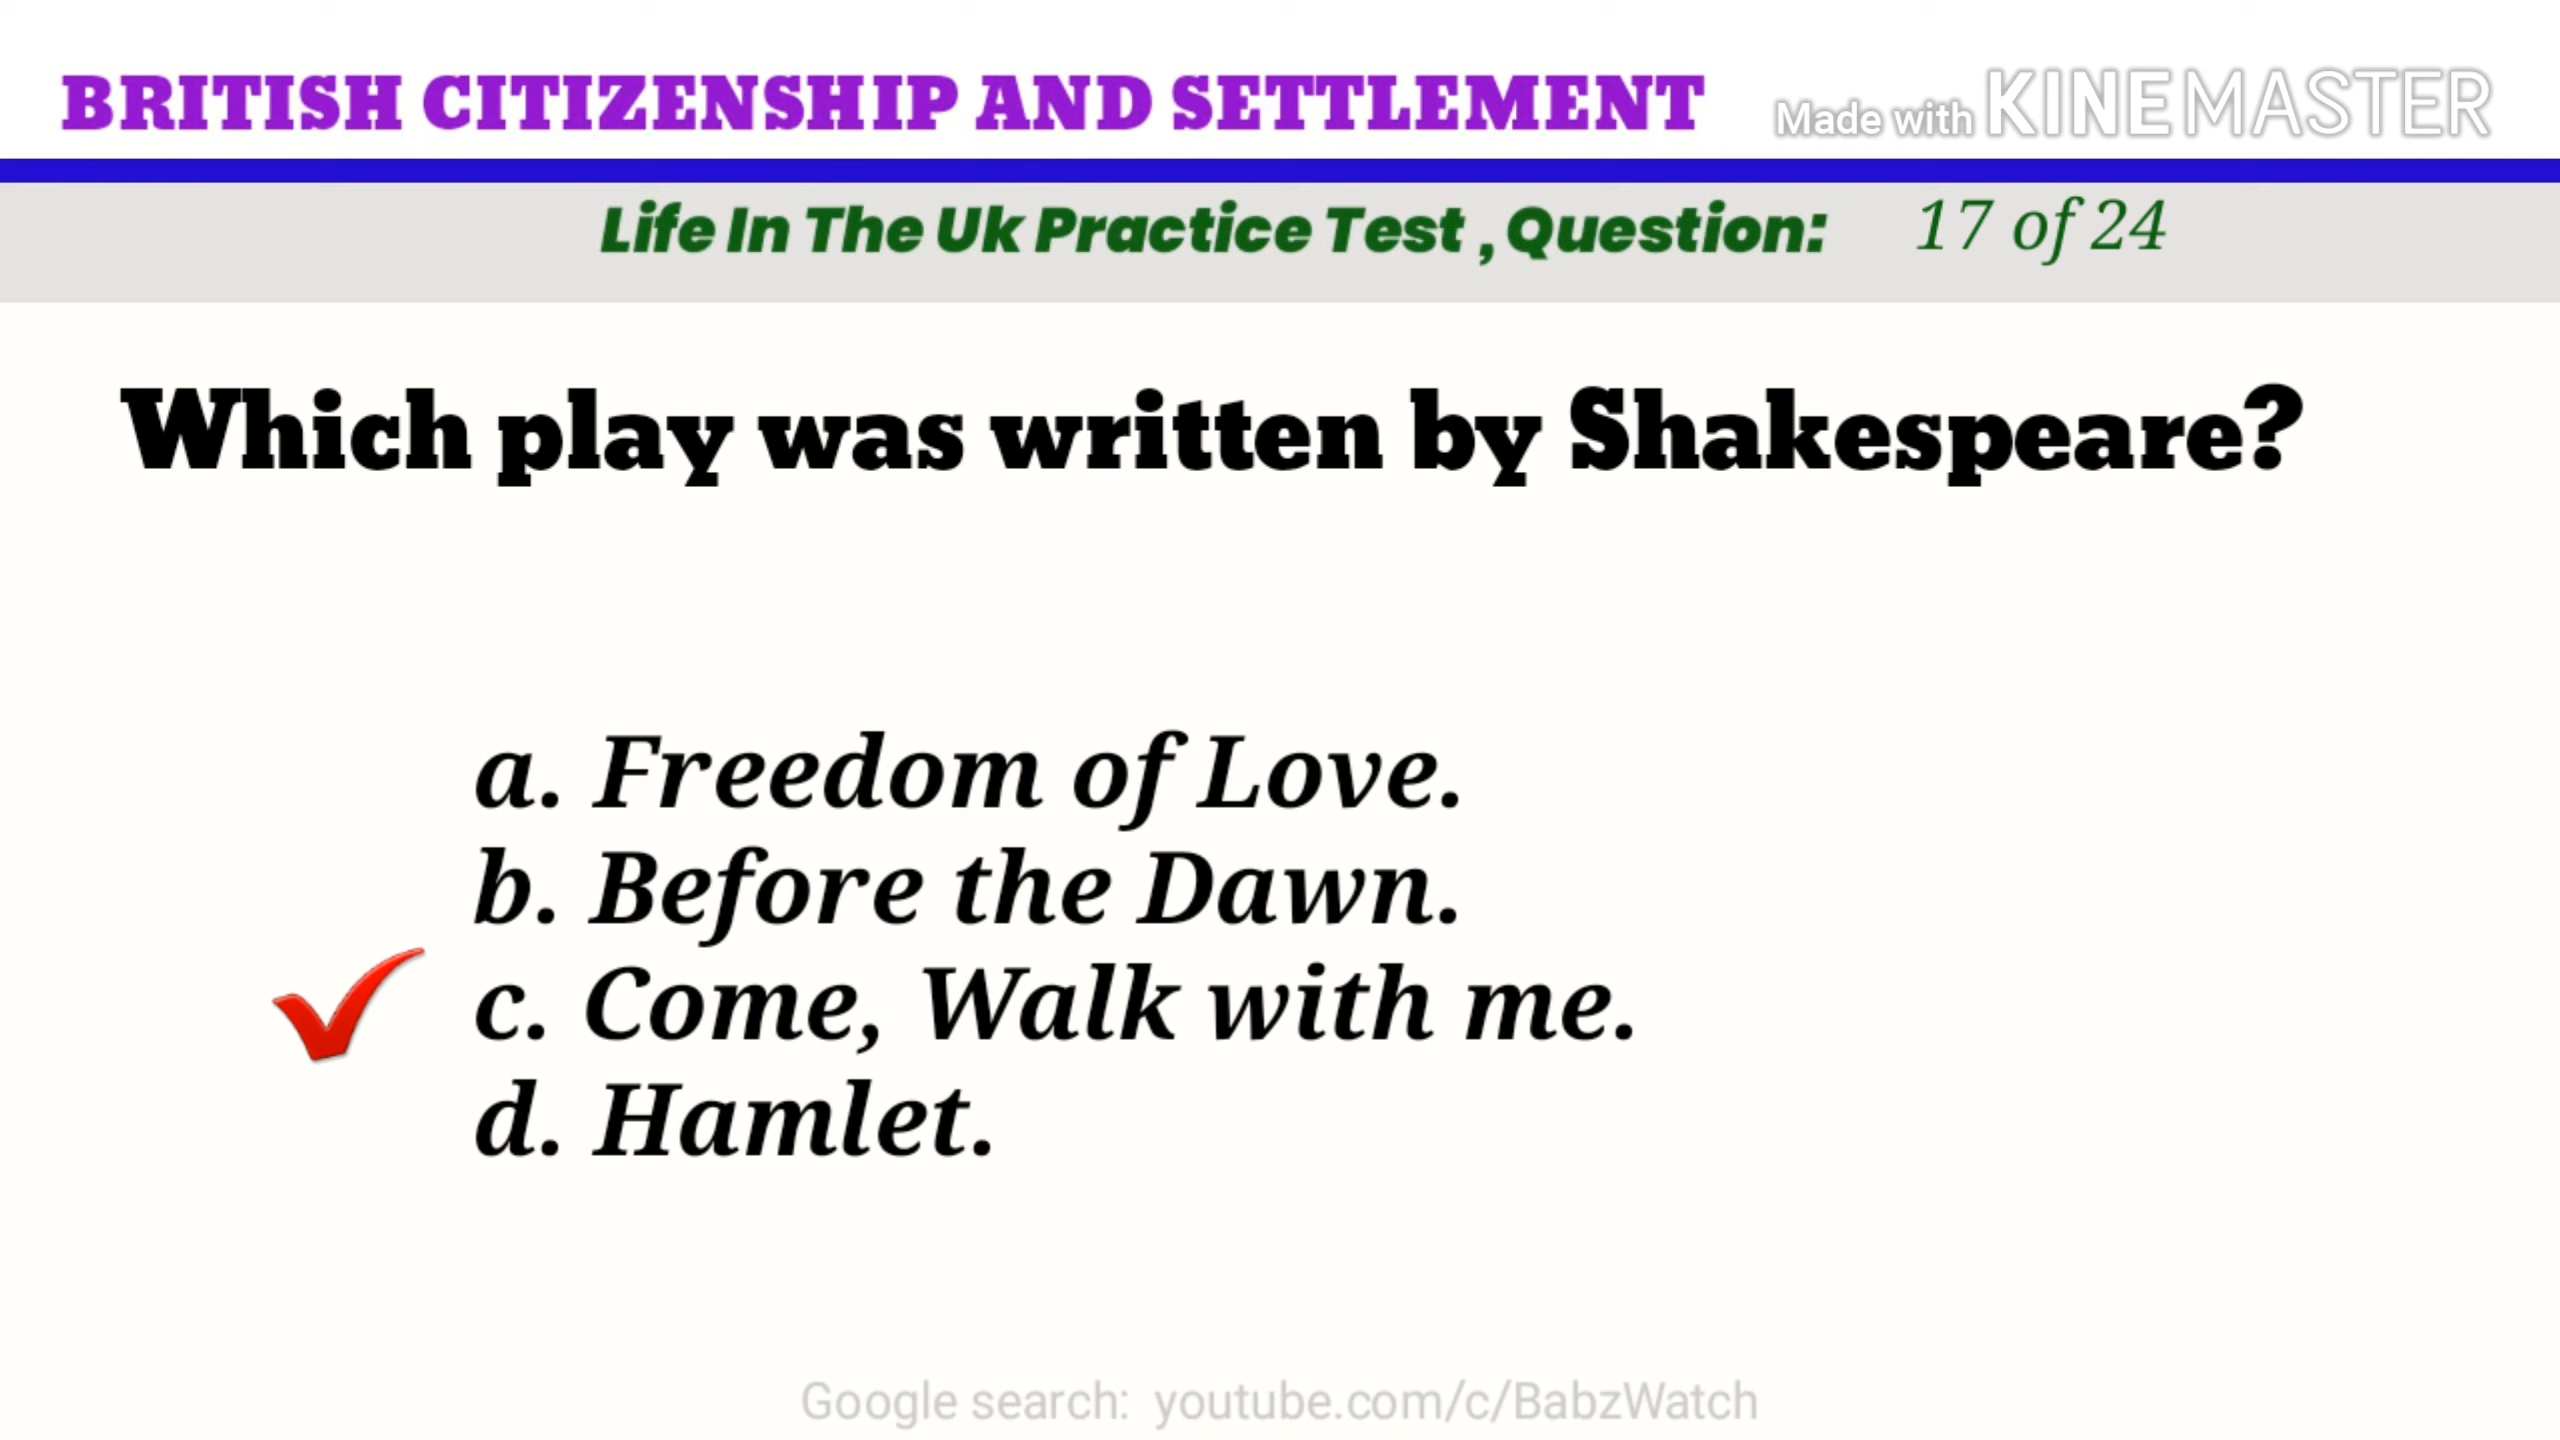 BRITISH CITIZENSHIP AND SETTLEMENT
Made with KINEMASTER
Life In The Uk Practice Test , Question: 17 of 24
Which play was written by Shakespeare?
a. Freedom of Love.
b. Before the Dawn.
c. Come, Walk with me.
d. Hamlet.
Google search: youtube.com/c/BabzWatch